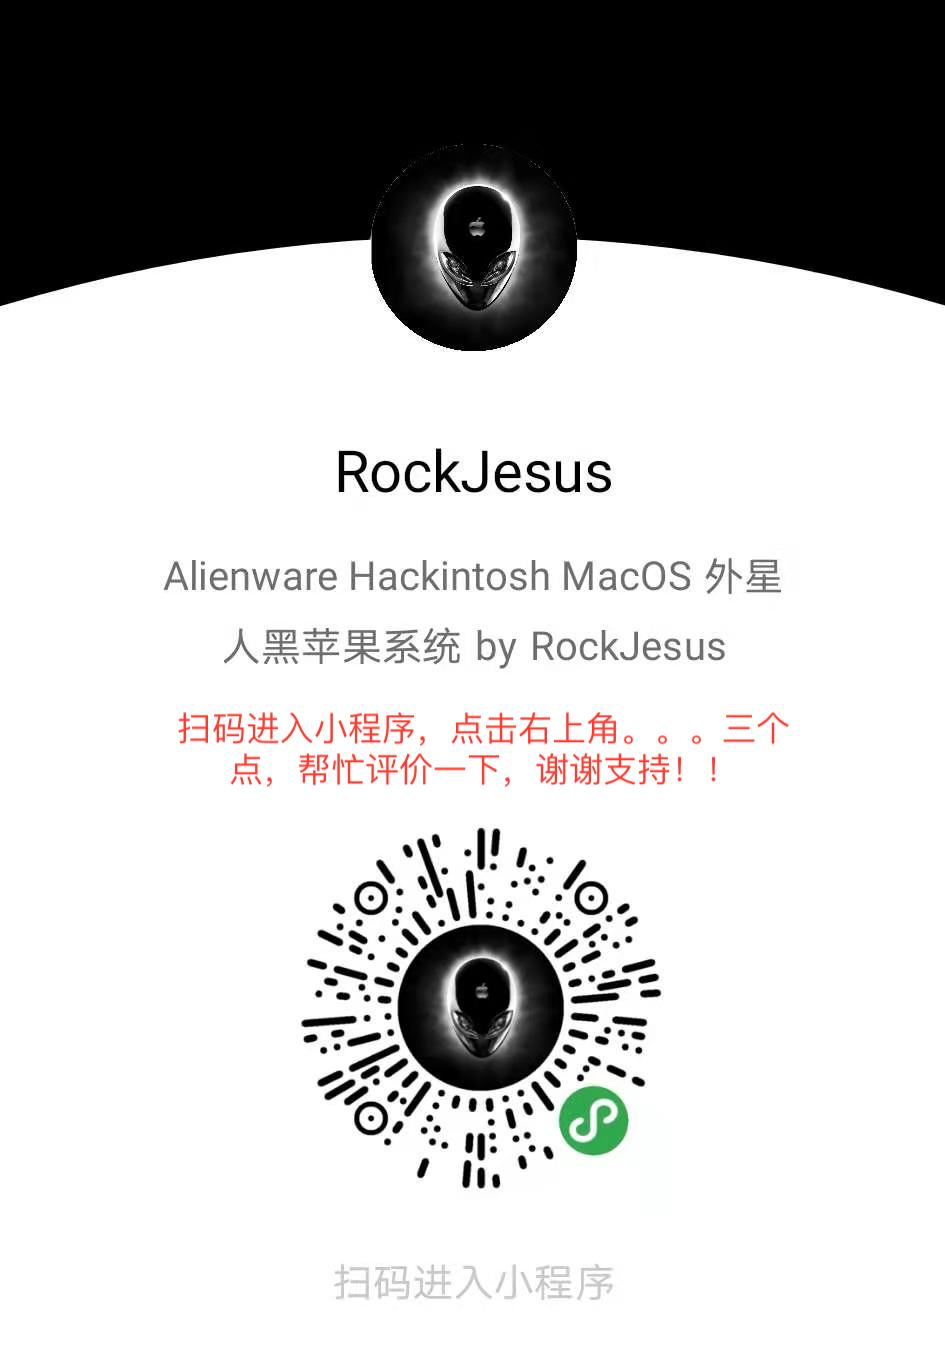 RockJesus
Alienware Hackintosh MacOS 外星
人黑苹果系统 by RockJesus
扫码进入小程序，点击右上角。。。三个
点，帮忙评价一下，谢谢支持！！
扫码进入小程序